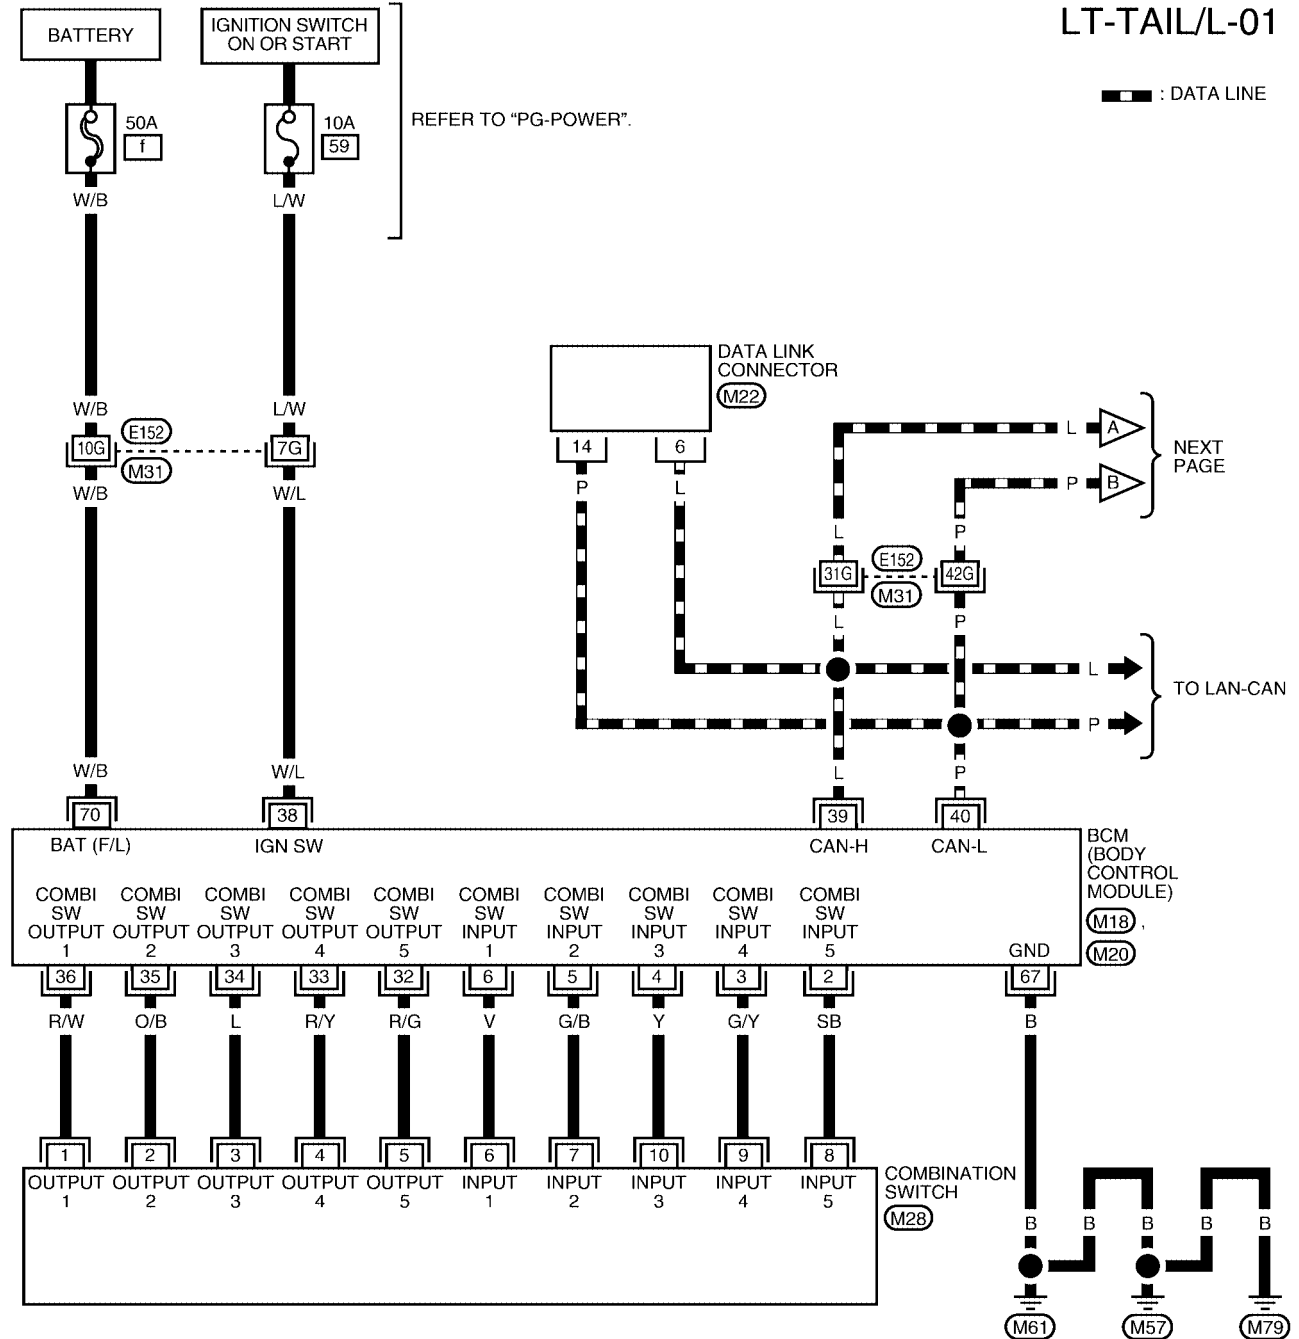 LT-TAIL/L-01
BATTERY
IGNITION SWITCH
ON OR START
: DATA LINE
50A
f
10A
59
REFER TO “PG-POWER”.
W/B
L/W
DATA LINK
CONNECTOR
M22
W/B
L/W
10G
E152
M31
7G
W/B
W/L
14
6
P
L
L
A
P
B
NEXT
PAGE
L
P
31G
E152
M31
42G
L
P
L
P
TO LAN-CAN
W/B
W/L
L
P
70
38
39
40
BAT (F/L)
IGN SW
CAN-H
CAN-L
BCM
(BODY
CONTROL
MODULE)
M18 ,
M20
COMBI COMBI COMBI COMBI COMBI COMBI COMBI COMBI COMBI COMBI
SW SW SW SW SW SW SW SW SW SW
OUTPUT OUTPUT OUTPUT OUTPUT OUTPUT INPUT INPUT INPUT INPUT INPUT
1 2 3 4 5 1 2 3 4 5 GND
36 35 34 33 32 6 5 4 3 2 67
R/W O/B L R/Y R/G V G/B Y G/Y SB B
1 2 3 4 5 6 7 10 9 8
OUTPUT OUTPUT OUTPUT OUTPUT OUTPUT INPUT INPUT INPUT INPUT INPUT
1 2 3 4 5 1 2 3 4 5
COMBINATION
SWITCH
M28
B B B B B
M61 M57 M79